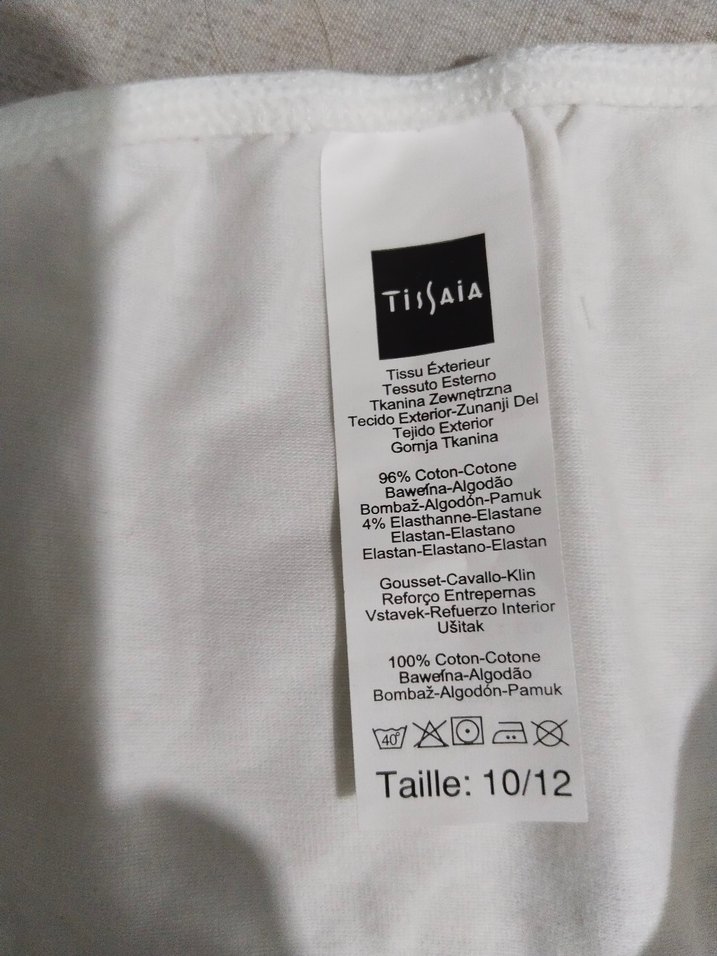 TiSSAiA
Tissu Éxterieur
Tessuto Esterno
Tkanina Zewnętrzna
Tecido Exterior-Zunanji Del
Tejido Exterior
Gornja Tkanina
96% Coton-Cotone
Baweína-Algodão
Bombaž-Algodón-Pamuk
4% Elasthanne-Elastane
Elastan-Elastano
Elastan-Elastano-Elastan
Gousset-Cavallo-Klin
Reforço Entrepernas
Vstavek-Refuerzo Interior
Ušitak
100% Coton-Cotone
Baweína-Algodão
Bombaž-Algodón-Pamuk
40°
Taille: 10/12